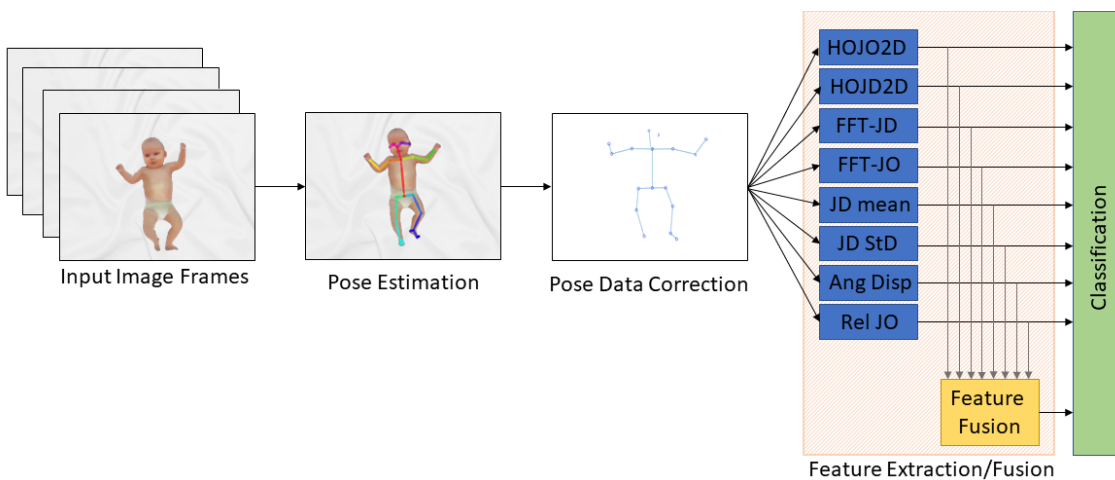 HOJO2D
HOJD2D
FFT-JD
FFT-JO
JD mean
JD StD
Ang Disp
Rel JO
Feature
Fusion
Classification
Input Image Frames
Pose Estimation
Pose Data Correction
Feature Extraction/Fusion